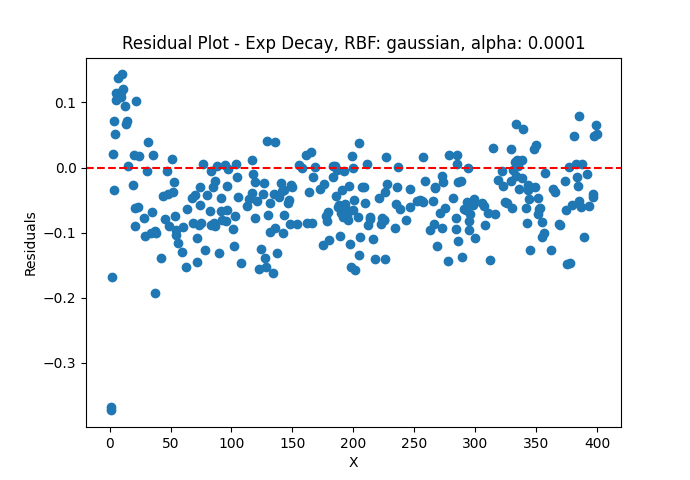 Residual Plot - Exp Decay, RBF: gaussian, alpha: 0.0001
0.1
0.0
−0.1
−0.2
−0.3
Residuals
0 50 100 150 200 250 300 350 400
X